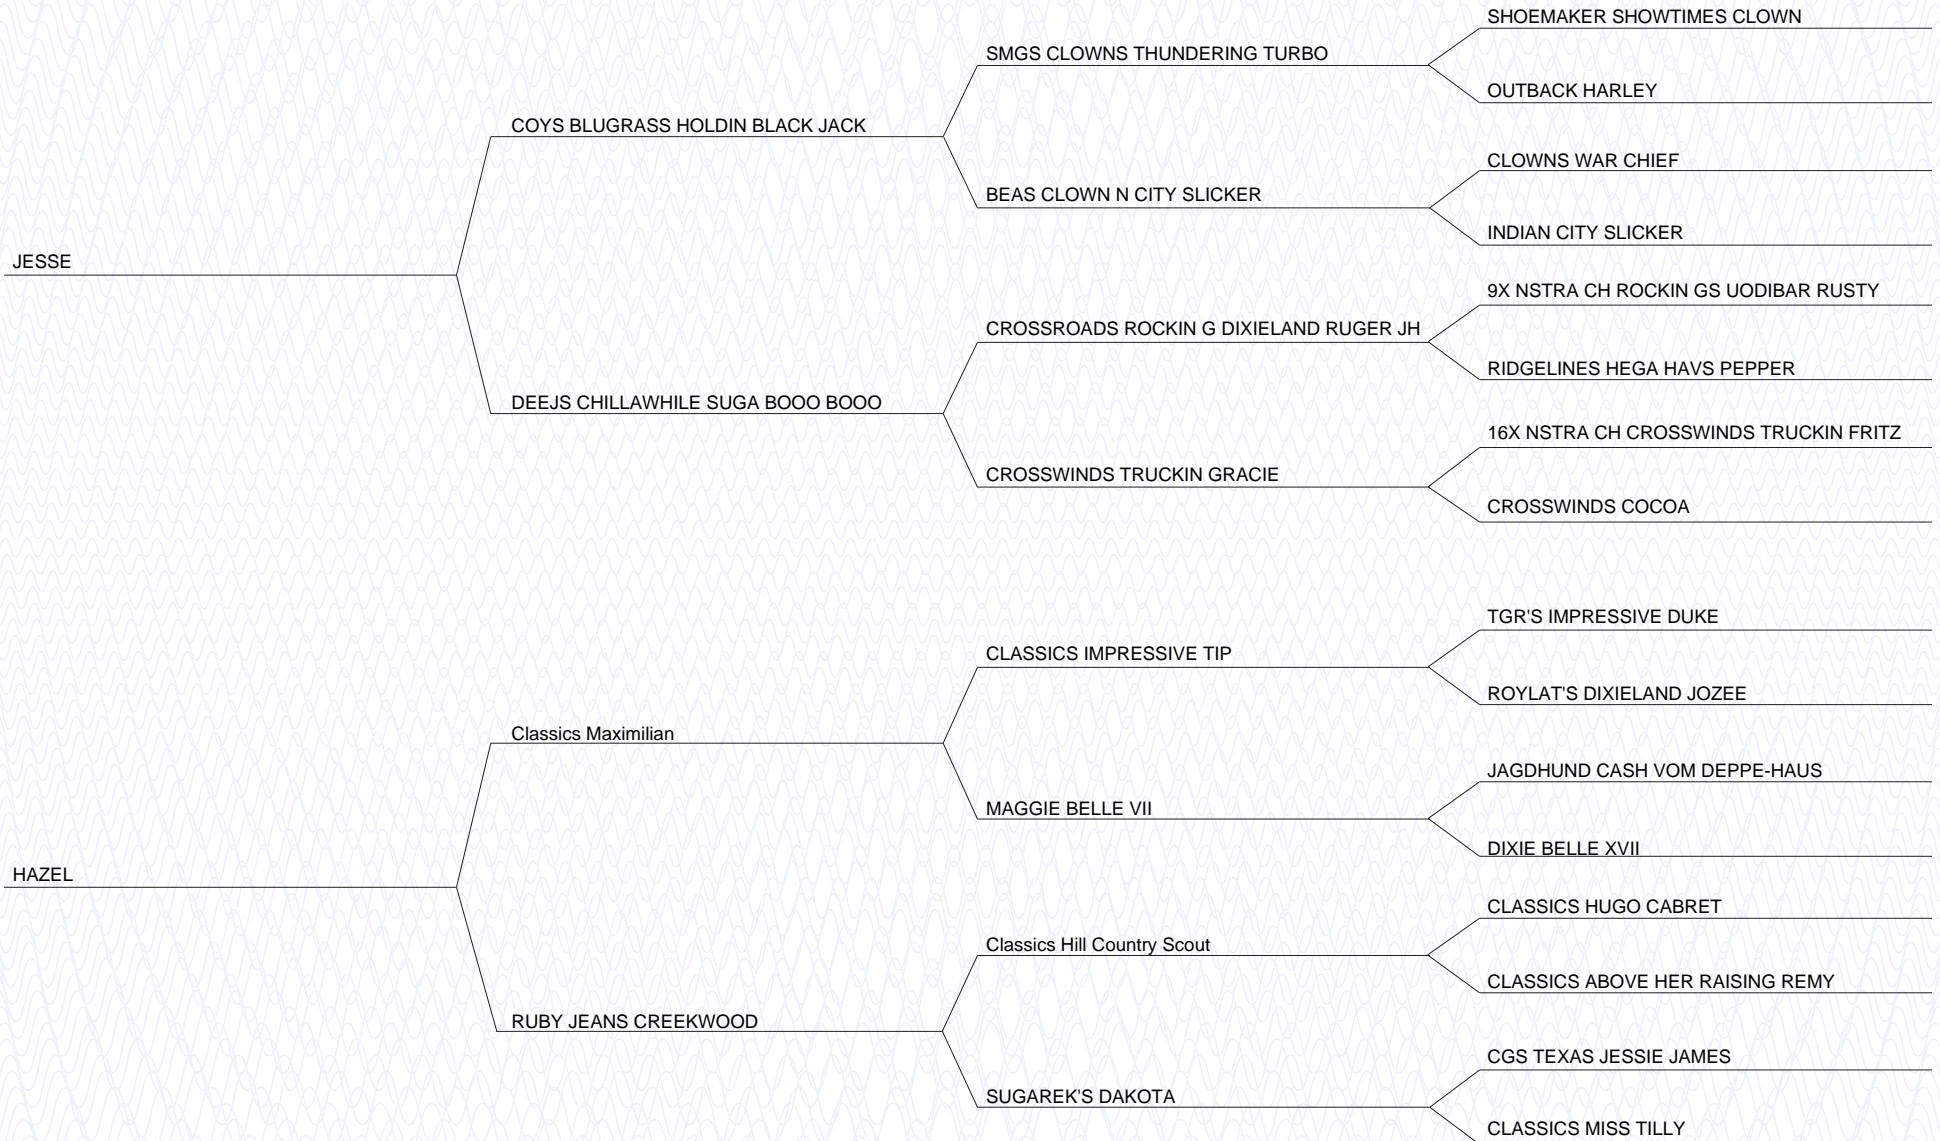 SHOEMAKER SHOWTIMES CLOWN
SMGS CLOWNS THUNDERING TURBO
OUTBACK HARLEY
COYS BLUGRASS HOLDIN BLACK JACK
CLOWNS WAR CHIEF
BEAS CLOWN N CITY SLICKER
INDIAN CITY SLICKER
JESSE
9X NSTRA CH ROCKIN GS UODIBAR RUSTY
CROSSROADS ROCKIN G DIXIELAND RUGER JH
RIDGELINES HEGA HAVS PEPPER
DEEJS CHILLAWHILE SUGA BOOO BOOO
16X NSTRA CH CROSSWINDS TRUCKIN FRITZ
CROSSWINDS TRUCKIN GRACIE
CROSSWINDS COCOA
TGR'S IMPRESSIVE DUKE
CLASSICS IMPRESSIVE TIP
ROYLAT'S DIXIELAND JOZEE
Classics Maximilian
JAGDHUND CASH VOM DEPPE-HAUS
MAGGIE BELLE VII
DIXIE BELLE XVII
HAZEL
CLASSICS HUGO CABRET
Classics Hill Country Scout
CLASSICS ABOVE HER RAISING REMY
RUBY JEANS CREEKWOOD
CGS TEXAS JESSIE JAMES
SUGAREK'S DAKOTA
CLASSICS MISS TILLY